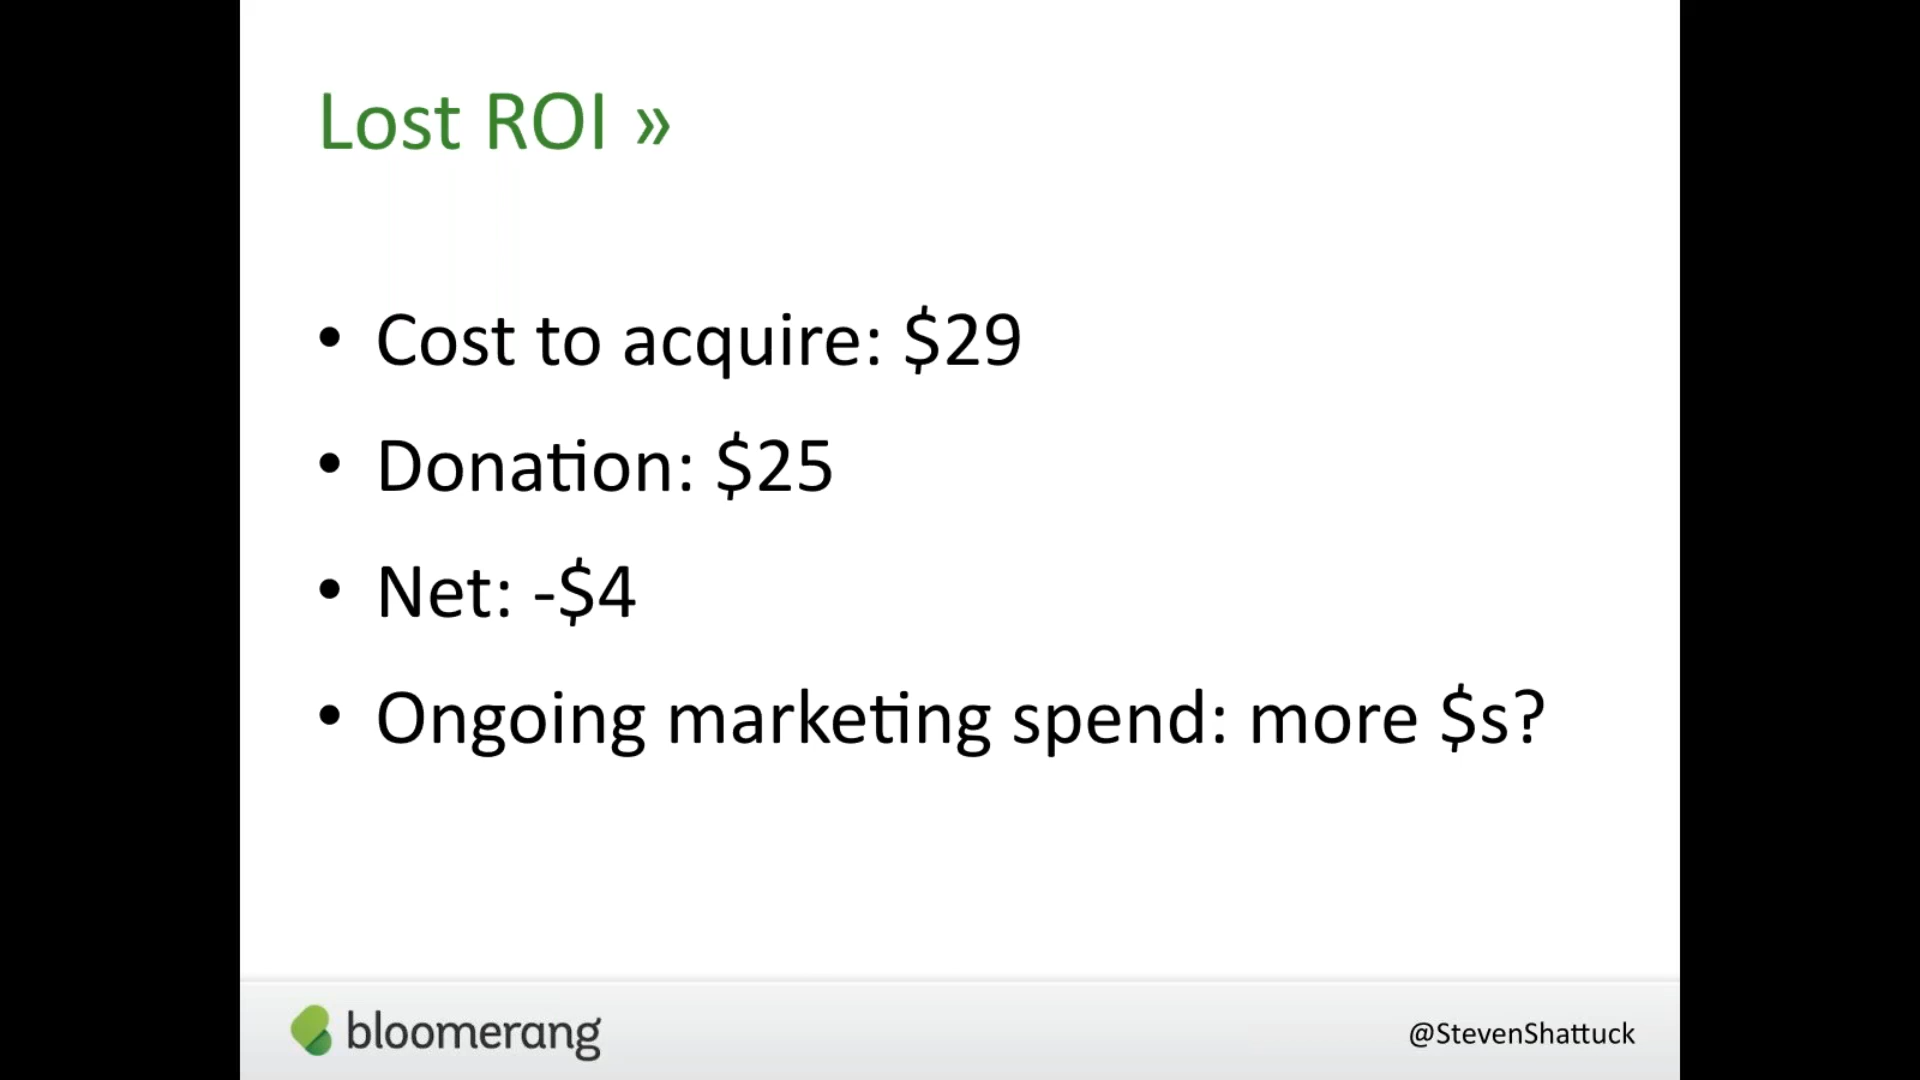 Lost ROI »
• Cost to acquire: $29
• Donation: $25
• Net: -$4
• Ongoing marketing spend: more $s?
bloomerang
@StevenShattuck